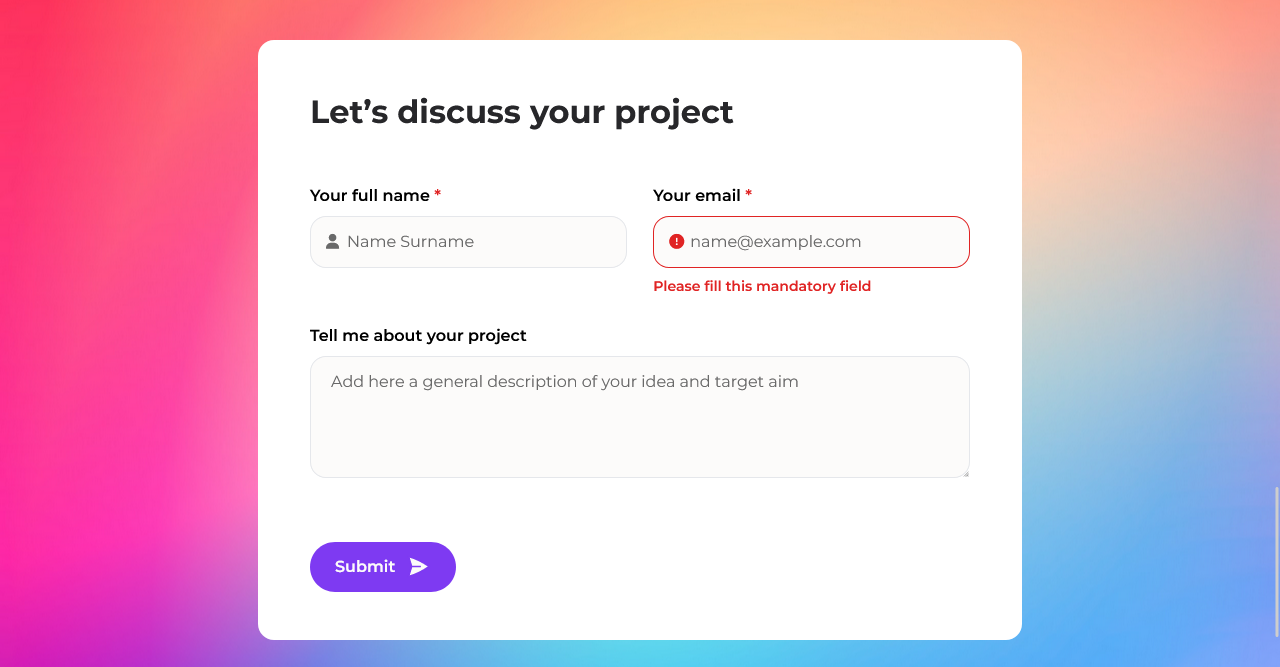 Let’s discuss your project
Your full name *
Your email *
Name Surname
name@example.com
Please fill this mandatory field
Tell me about your project
Add here a general description of your idea and target aim
Submit